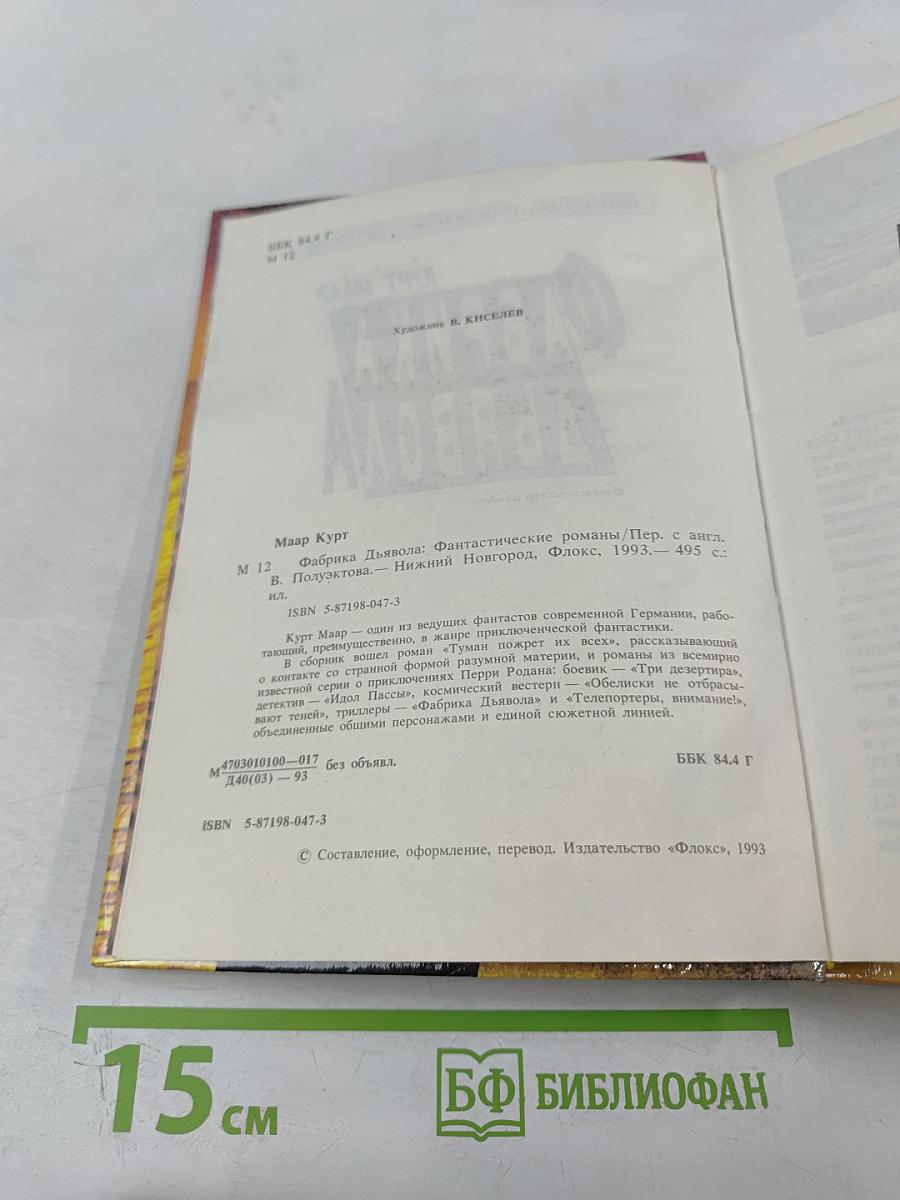 ББК 84.4 Г
М 12
Художник В. КИСЕЛЕВ
Маар Курт
М 12 Фабрика Дьявола: Фантастические романы/Пер. с англ.
В. Полуэктова.— Нижний Новгород, Флокс, 1993.— 495 с.:
ил.
ISBN 5-87198-047-3
Курт Маар — один из ведущих фантастов современной Германии, рабо-
тающий, преимущественно, в жанре приключенческой фантастики.
В сборник вошел роман «Туман пожрет их всех», рассказывающий
о контакте со странной формой разумной материи, и романы из всемирно
известной серии о приключениях Перри Родана: боевик — «Три дезертира»,
детектив — «Идол Пассы», космический вестерн — «Обелиски не отбрасы-
вают теней», триллеры — «Фабрика Дьявола» и «Телепортеры, внимание!»,
объединенные общими персонажами и единой сюжетной линией.
М 4703010100—017 без объявл.
Д40(03) — 93
ББК 84.4 Г
ISBN 5-87198-047-3
© Составление, оформление, перевод. Издательство «Флокс», 1993
15 см
БФ БИБЛИОФАН